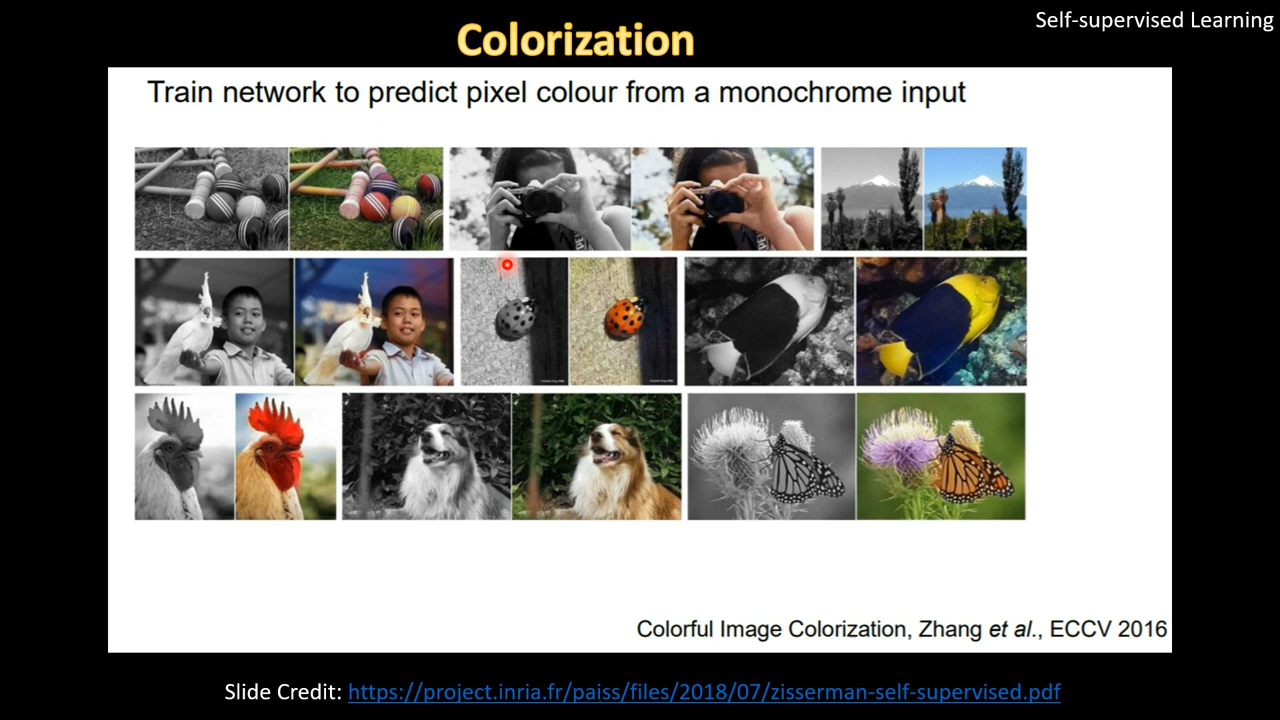 Self-supervised Learning
Colorization
Train network to predict pixel colour from a monochrome input
Colorful Image Colorization, Zhang et al., ECCV 2016
Slide Credit: https://project.inria.fr/paiss/files/2018/07/zisserman-self-supervised.pdf